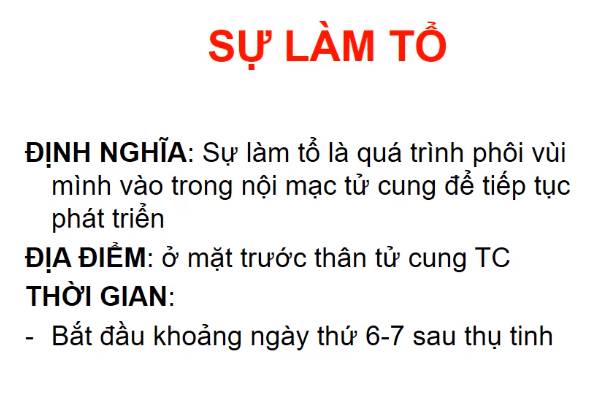 SỰ LÀM TỔ
ĐỊNH NGHĨA: Sự làm tổ là quá trình phôi vùi
mình vào trong nội mạc tử cung để tiếp tục
phát triển
ĐỊA ĐIỂM: ở mặt trước thân tử cung TC
THỜI GIAN:
- Bắt đầu khoảng ngày thứ 6-7 sau thụ tinh